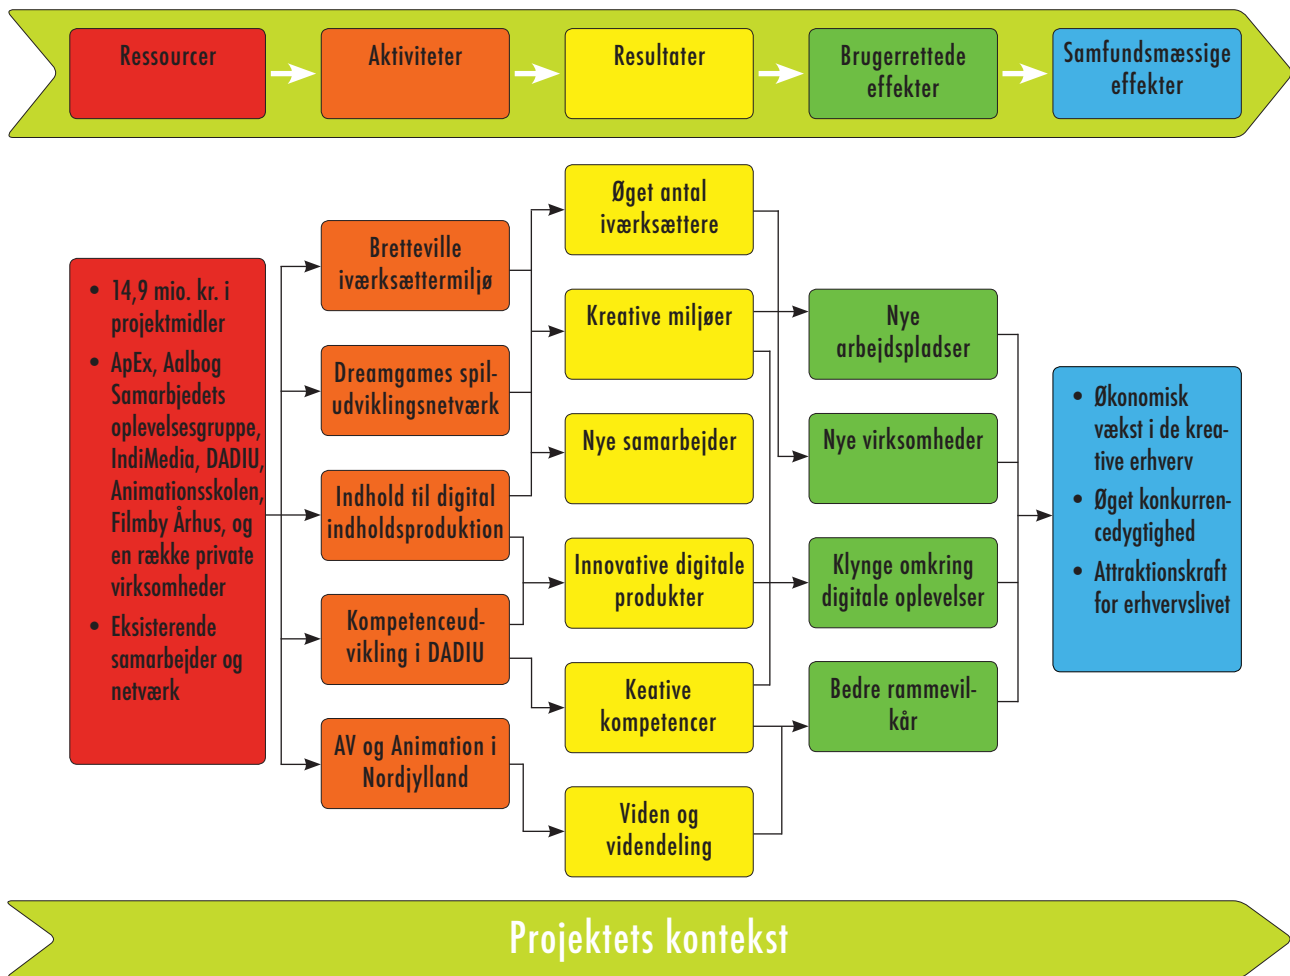 Ressourcer
Aktiviteter
Resultater
Brugerrettede
effekter
Samfundsmæssige
effekter
• 14,9 mio. kr. i
projektmidler
• ApEx, Aalbog
Samarbjedets
oplevelsesgruppe,
IndiMedia, DADIU,
Animationsskolen,
Filmby Århus, og
en række private
virksomheder
• Eksisterende
samarbejder og
netværk
Bretteville
iværksættermiljø
Dreamgames spil-
udviklingsnetværk
Indhold til digital
indholdsproduktion
Kompetenceud-
vikling i DADIU
AV og Animation i
Nordjylland
Øget antal
iværksættere
Kreative miljøer
Nye samarbejder
Innovative digitale
produkter
Keative
kompetencer
Viden og
videndeling
Nye
arbejdspladser
Nye virksomheder
Klynge omkring
digitale oplevelser
Bedre rammevil-
kår
• Økonomisk
vækst i de krea-
tive erhverv
• Øget konkurren-
cedygtighed
• Attraktionskraft
for erhvervslivet
Projektets kontekst